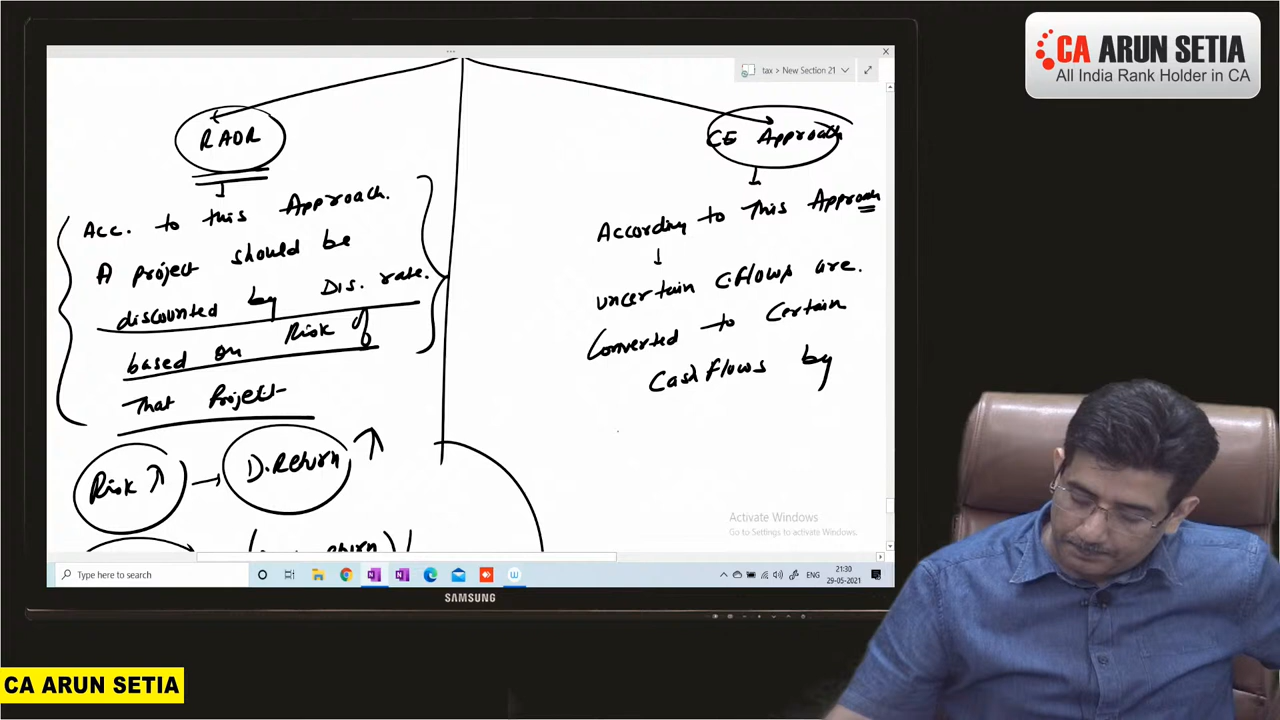 CA ARUN SETIA
All India Rank Holder in CA
tax > New Section 21
RADR
Acc. to this Approach.
A project should be
discounted by Dis. rate.
based on Risk of
That Project
Risk ↑ → D.Return ↑
CE Approach
According to This Approach
↓
uncertain C.flows are.
Converted to Certain
Cash flows by
Activate Windows
Go to Settings to activate Windows.
Type here to search
ENG
21:30
29-05-2021
SAMSUNG
CA ARUN SETIA